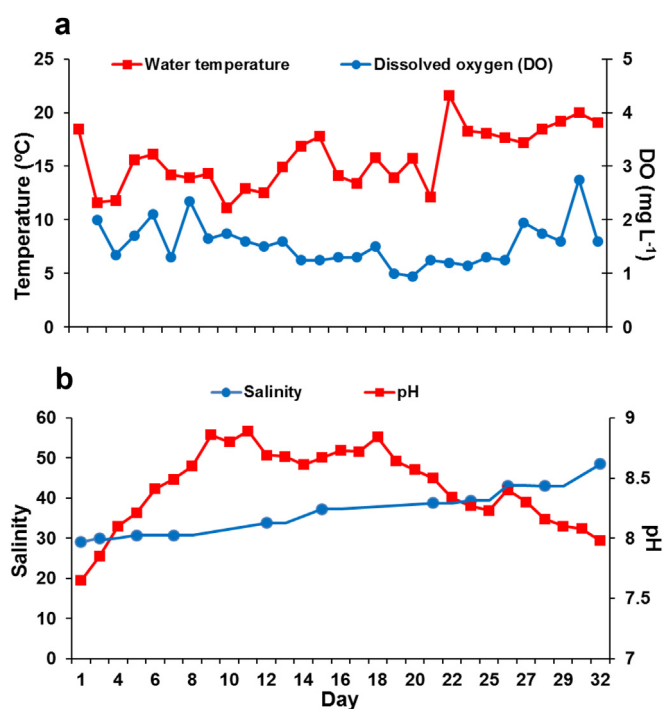 a
Water temperature Dissolved oxygen (DO)
25 5
20 4
15 3
10 2
5 1
0 0
Temperature (ºC)
DO (mg L-1)
b
Salinity pH
60 9
50
8.5
40
30 8
20
7.5
10
0 7
Salinity
pH
1 4 6 8 10 12 14 16 18 20 22 25 27 29 32
Day